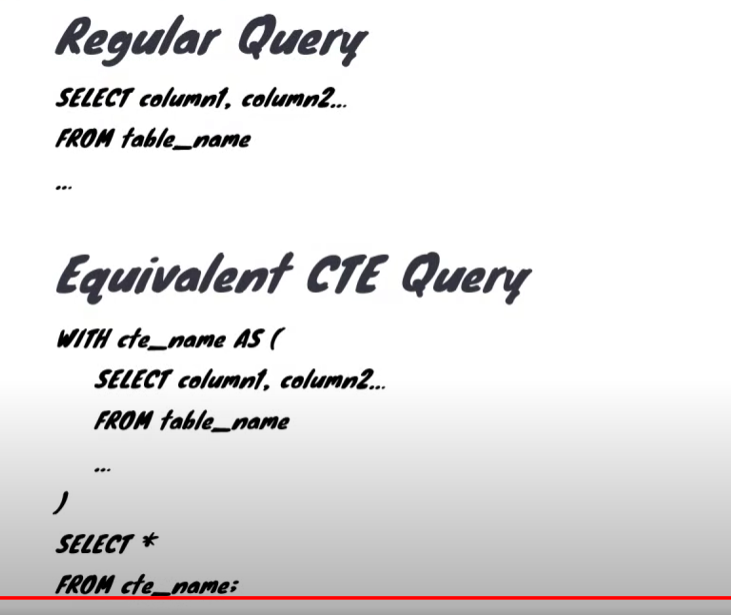 Regular Query
SELECT column1, column2...
FROM table_name
...
Equivalent CTE Query
WITH cte_name AS (
SELECT column1, column2...
FROM table_name
...
)
SELECT *
FROM cte_name;